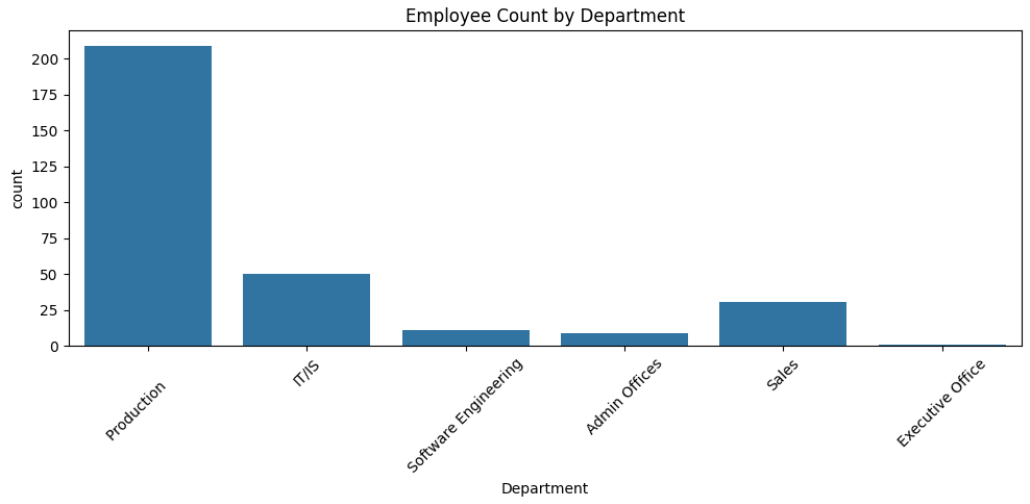 Employee Count by Department
count
200
175
150
125
100
75
50
25
0
Production
IT/IS
Software Engineering
Admin Offices
Sales
Executive Office
Department